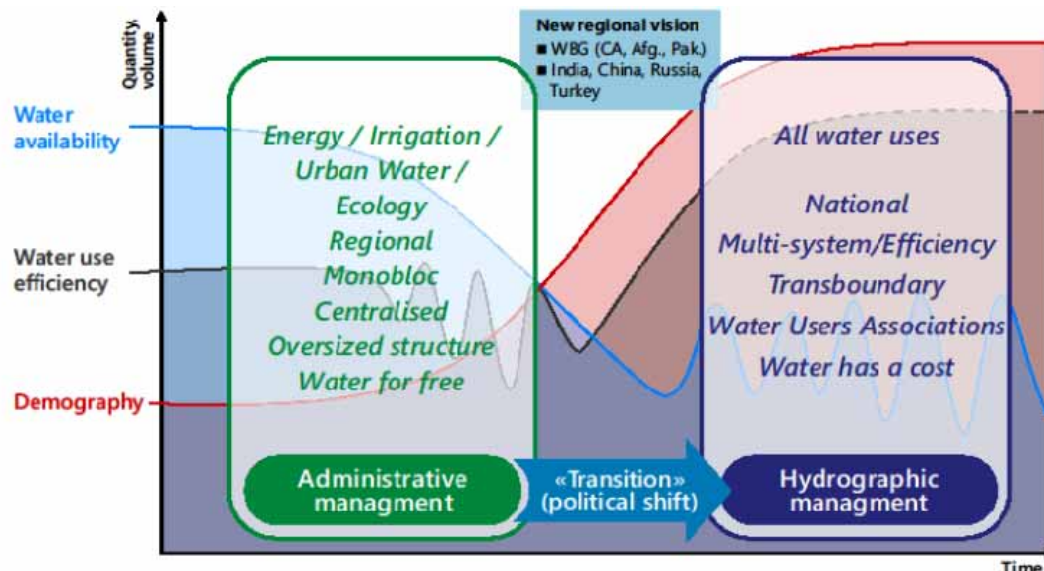 Quantity,
volume
New regional vision
■ WBG (CA, Afg., Pak.)
■ India, China, Russia,
Turkey
Water
availability
Water use
efficiency
Demography
Energy / Irrigation /
Urban Water /
Ecology
Regional
Monobloc
Centralised
Oversized structure
Water for free
All water uses
National
Multi-system/Efficiency
Transboundary
Water Users Associations
Water has a cost
Administrative
managment
«Transition»
(political shift)
Hydrographic
managment
Time